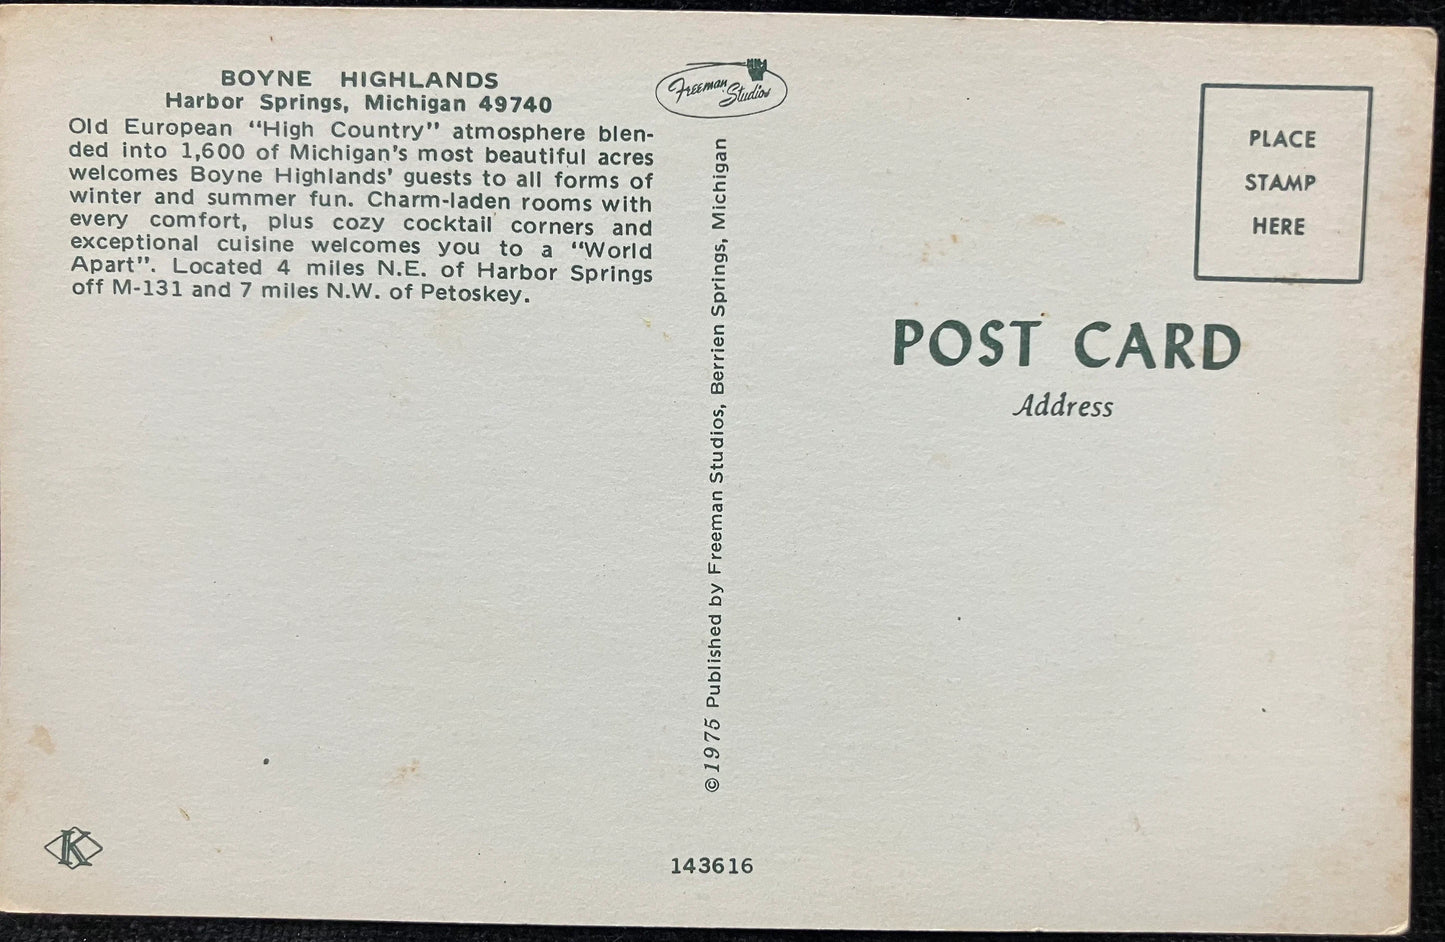 BOYNE HIGHLANDS
Harbor Springs, Michigan 49740
Old European “High Country” atmosphere blen-
ded into 1,600 of Michigan's most beautiful acres
welcomes Boyne Highlands' guests to all forms of
winter and summer fun. Charm-laden rooms with
every comfort, plus cozy cocktail corners and
exceptional cuisine welcomes you to a “World
Apart”. Located 4 miles N.E. of Harbor Springs
off M-131 and 7 miles N.W. of Petoskey.
K
Freeman
Studios
© 1975 Published by Freeman Studios, Berrien Springs, Michigan
143616
PLACE
STAMP
HERE
POST CARD
Address